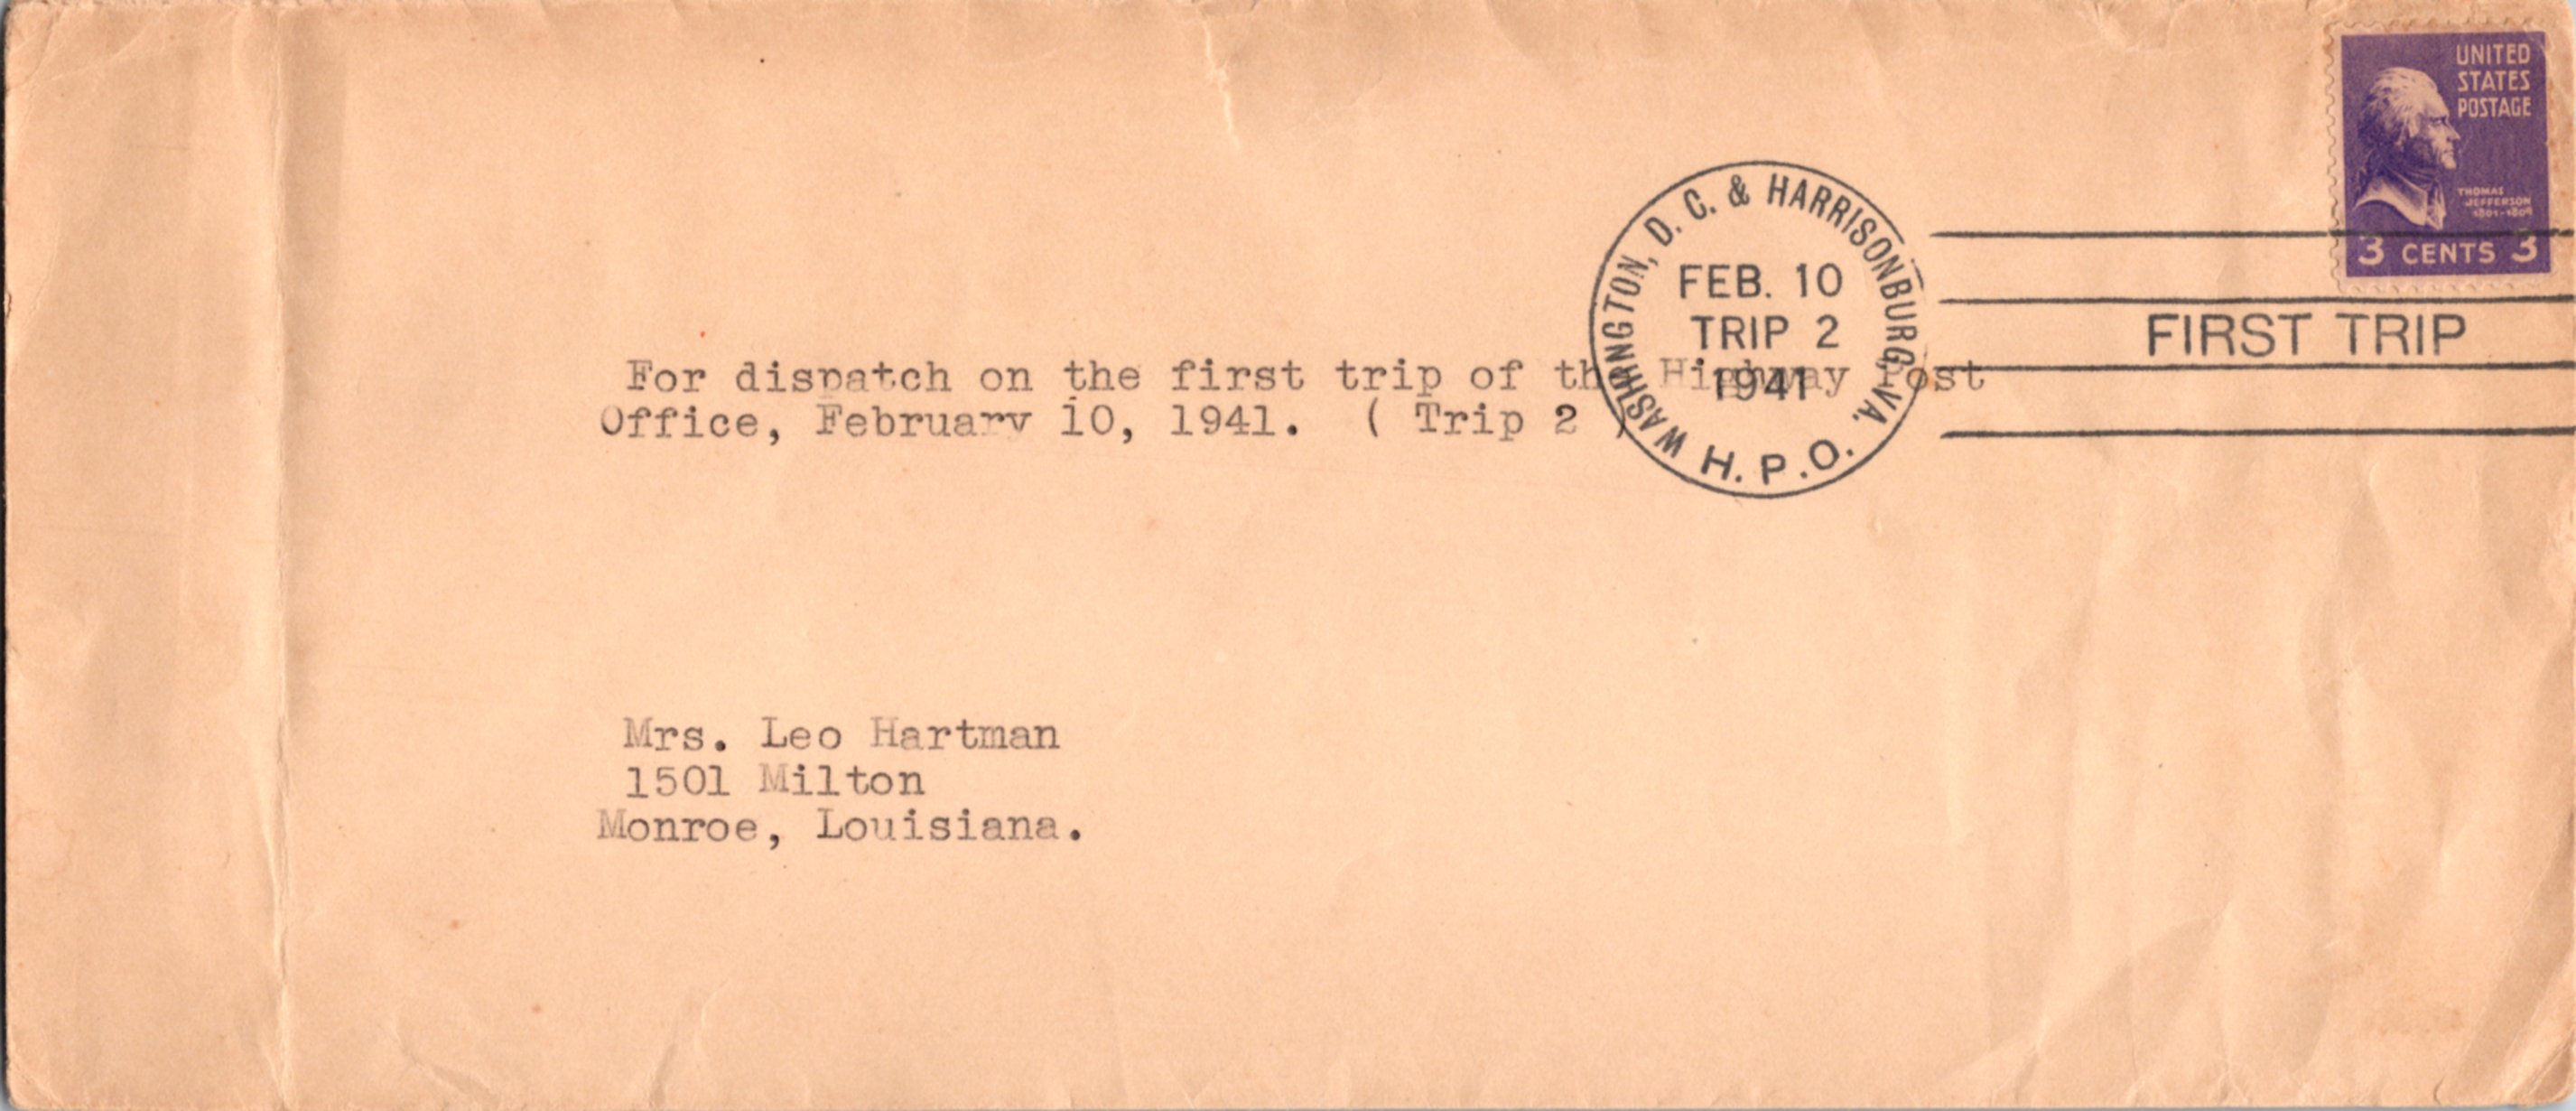 UNITED
STATES
POSTAGE
THOMAS
JEFFERSON
1801-1809
3 CENTS 3
WASHINGTON, D. C. & HARRISONBURG, VA.
FEB. 10
TRIP 2
1941
H. P. O.
FIRST TRIP
For dispatch on the first trip of the Highway Post
Office, February 10, 1941. ( Trip 2 )
Mrs. Leo Hartman
1501 Milton
Monroe, Louisiana.